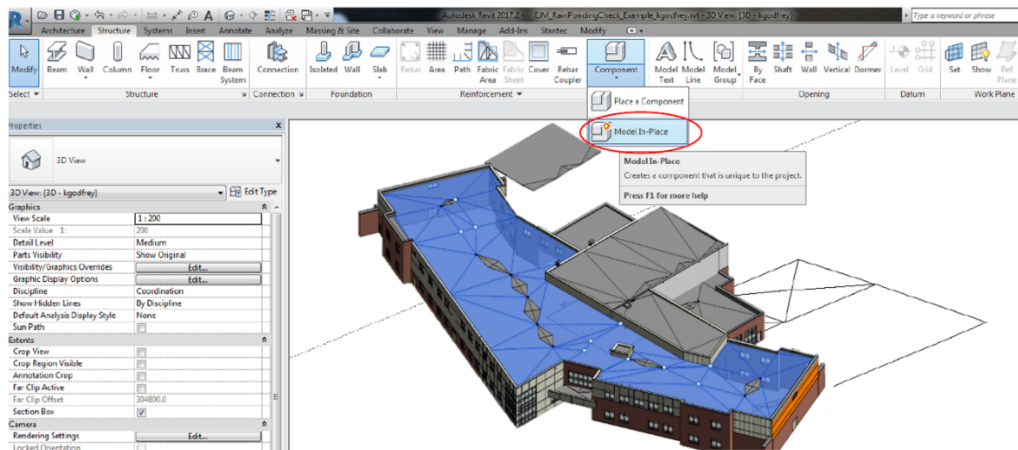 Autodesk Revit 2017.2 - EJM_RainPondingCheck_Example_kgodfrey.rvt - 3D View: {3D - kgodfrey}
Type a keyword or phrase
Architecture Structure Systems Insert Annotate Analyze Massing & Site Collaborate View Manage Add-Ins Stantec Modify
Modify Beam Wall Column Floor Truss Brace Beam System Connection Isolated Wall Slab Rebar Area Path Fabric Area Fabric Sheet Cover Rebar Coupler Component Model Text Model Line Model Group By Face Shaft Wall Vertical Dormer Level Grid Set Show Ref Plane
Select Structure Connection Foundation Reinforcement Opening Datum Work Plane
Place a Component
Model In-Place
Model In-Place
Creates a component that is unique to the project.
Press F1 for more help
Properties X
3D View
3D View: {3D - kgodfrey} Edit Type
Graphics
View Scale 1 : 200
Scale Value 1: 200
Detail Level Medium
Parts Visibility Show Original
Visibility/Graphics Overrides Edit...
Graphic Display Options Edit...
Discipline Coordination
Show Hidden Lines By Discipline
Default Analysis Display Style None
Sun Path
Extents
Crop View
Crop Region Visible
Annotation Crop
Far Clip Active
Far Clip Offset 304800.0
Section Box
Camera
Rendering Settings Edit...
Locked Orientation